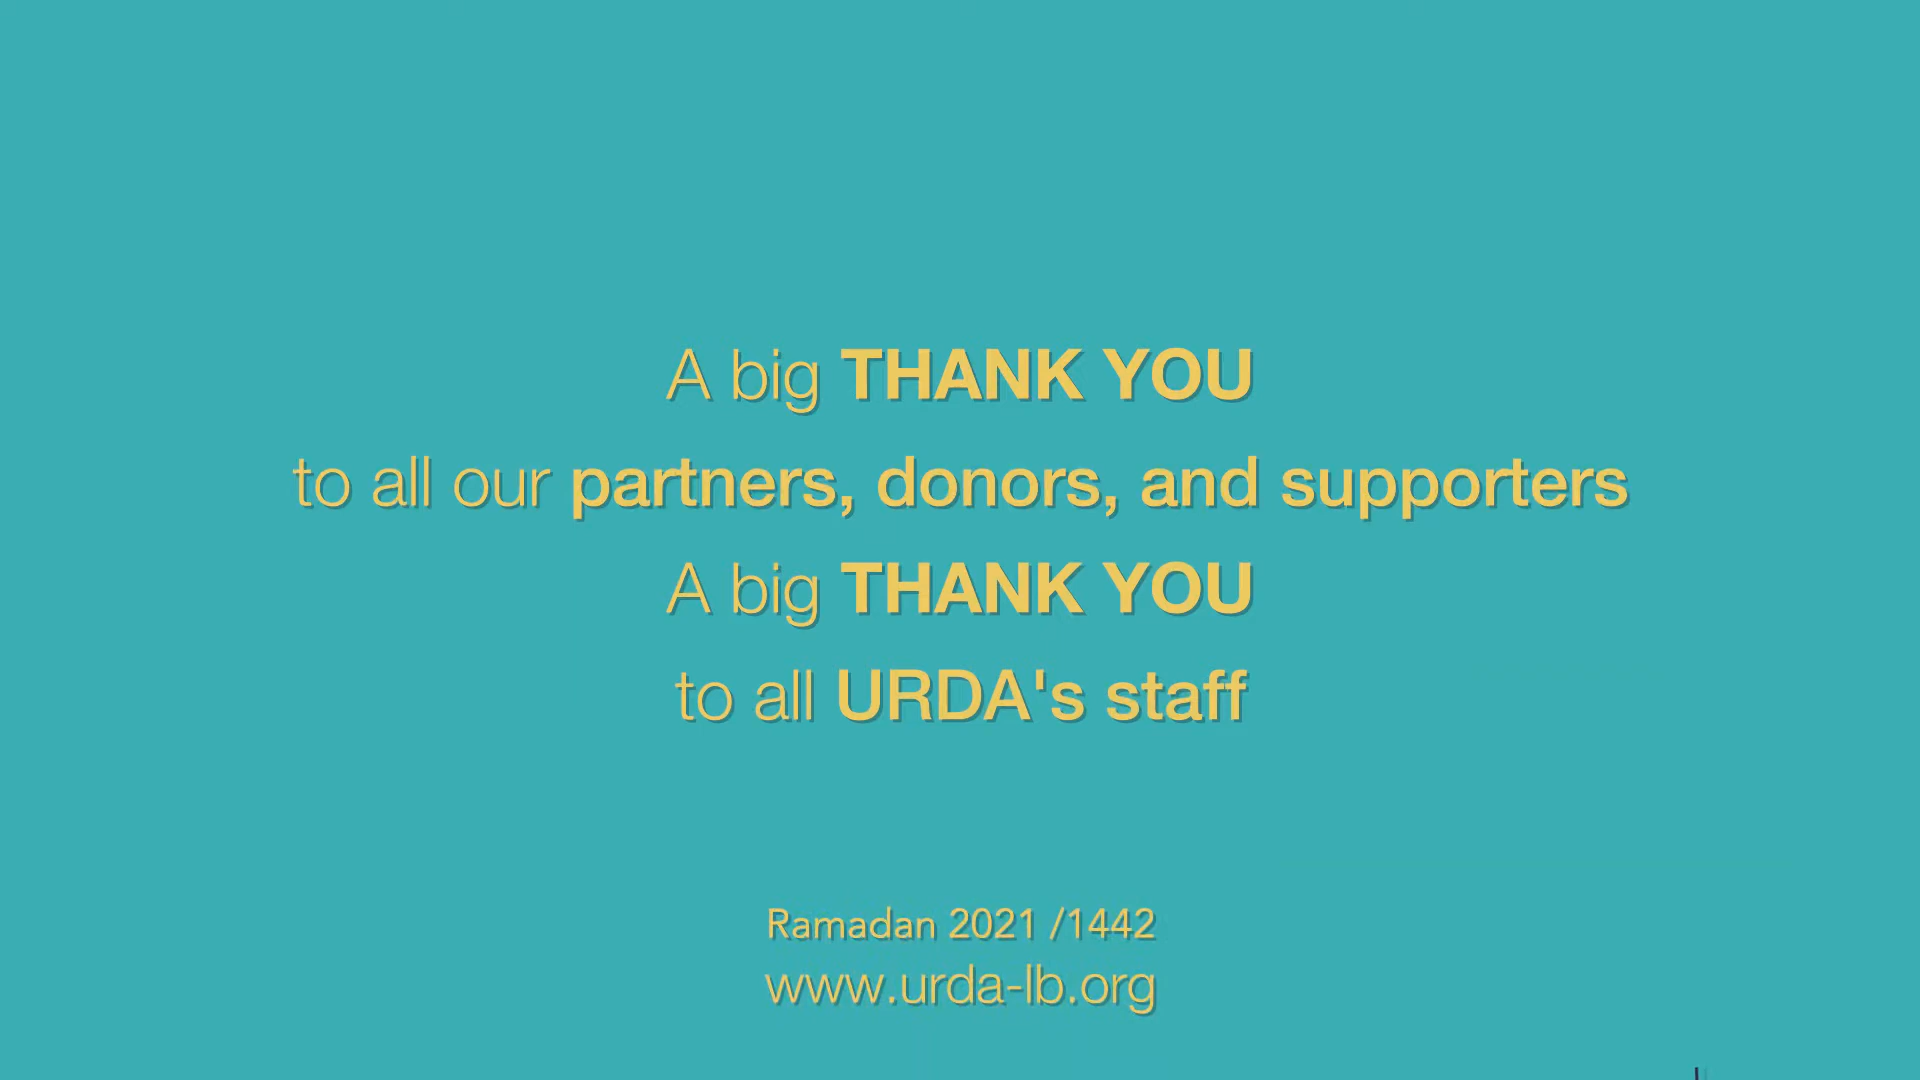 A big THANK YOU
to all our partners, donors, and supporters
A big THANK YOU
to all URDA's staff
Ramadan 2021 /1442
www.urda-lb.org